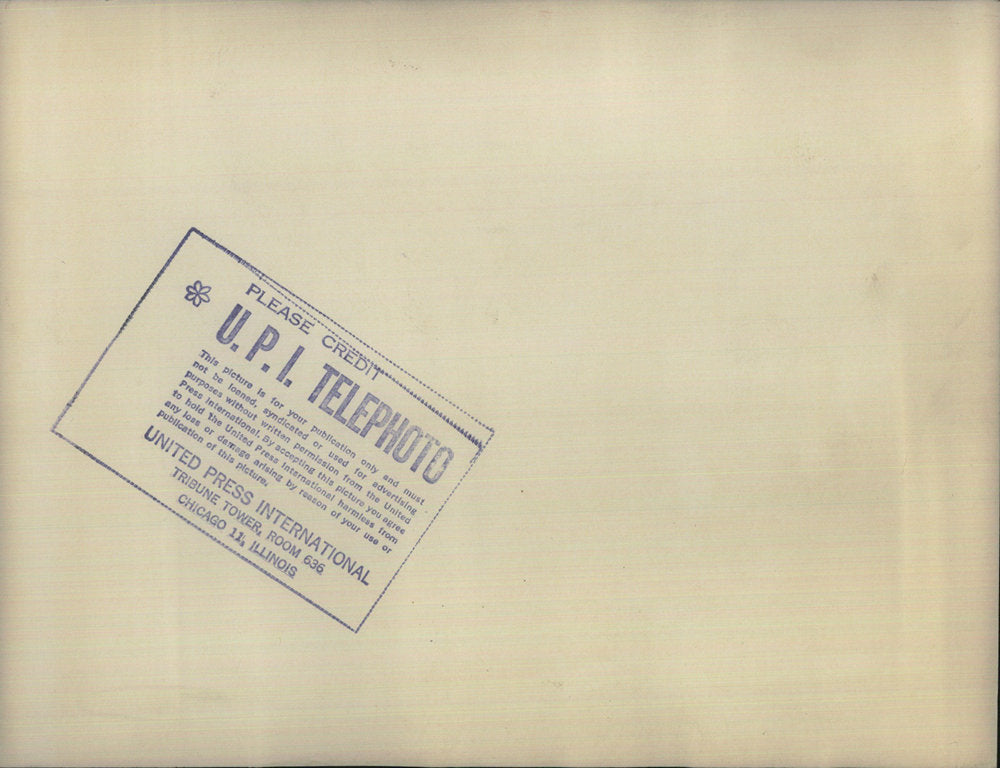 PLEASE CREDIT
U. P. I. TELEPHOTO
This picture is for your publication only and must
not be loaned, syndicated or used for advertising
purposes without written permission from the United
Press International. By accepting this picture you agree
to hold the United Press International harmless from
any loss or damage arising by reason of your use or
publication of this picture.
UNITED PRESS INTERNATIONAL
TRIBUNE TOWER, ROOM 636
CHICAGO 11, ILLINOIS